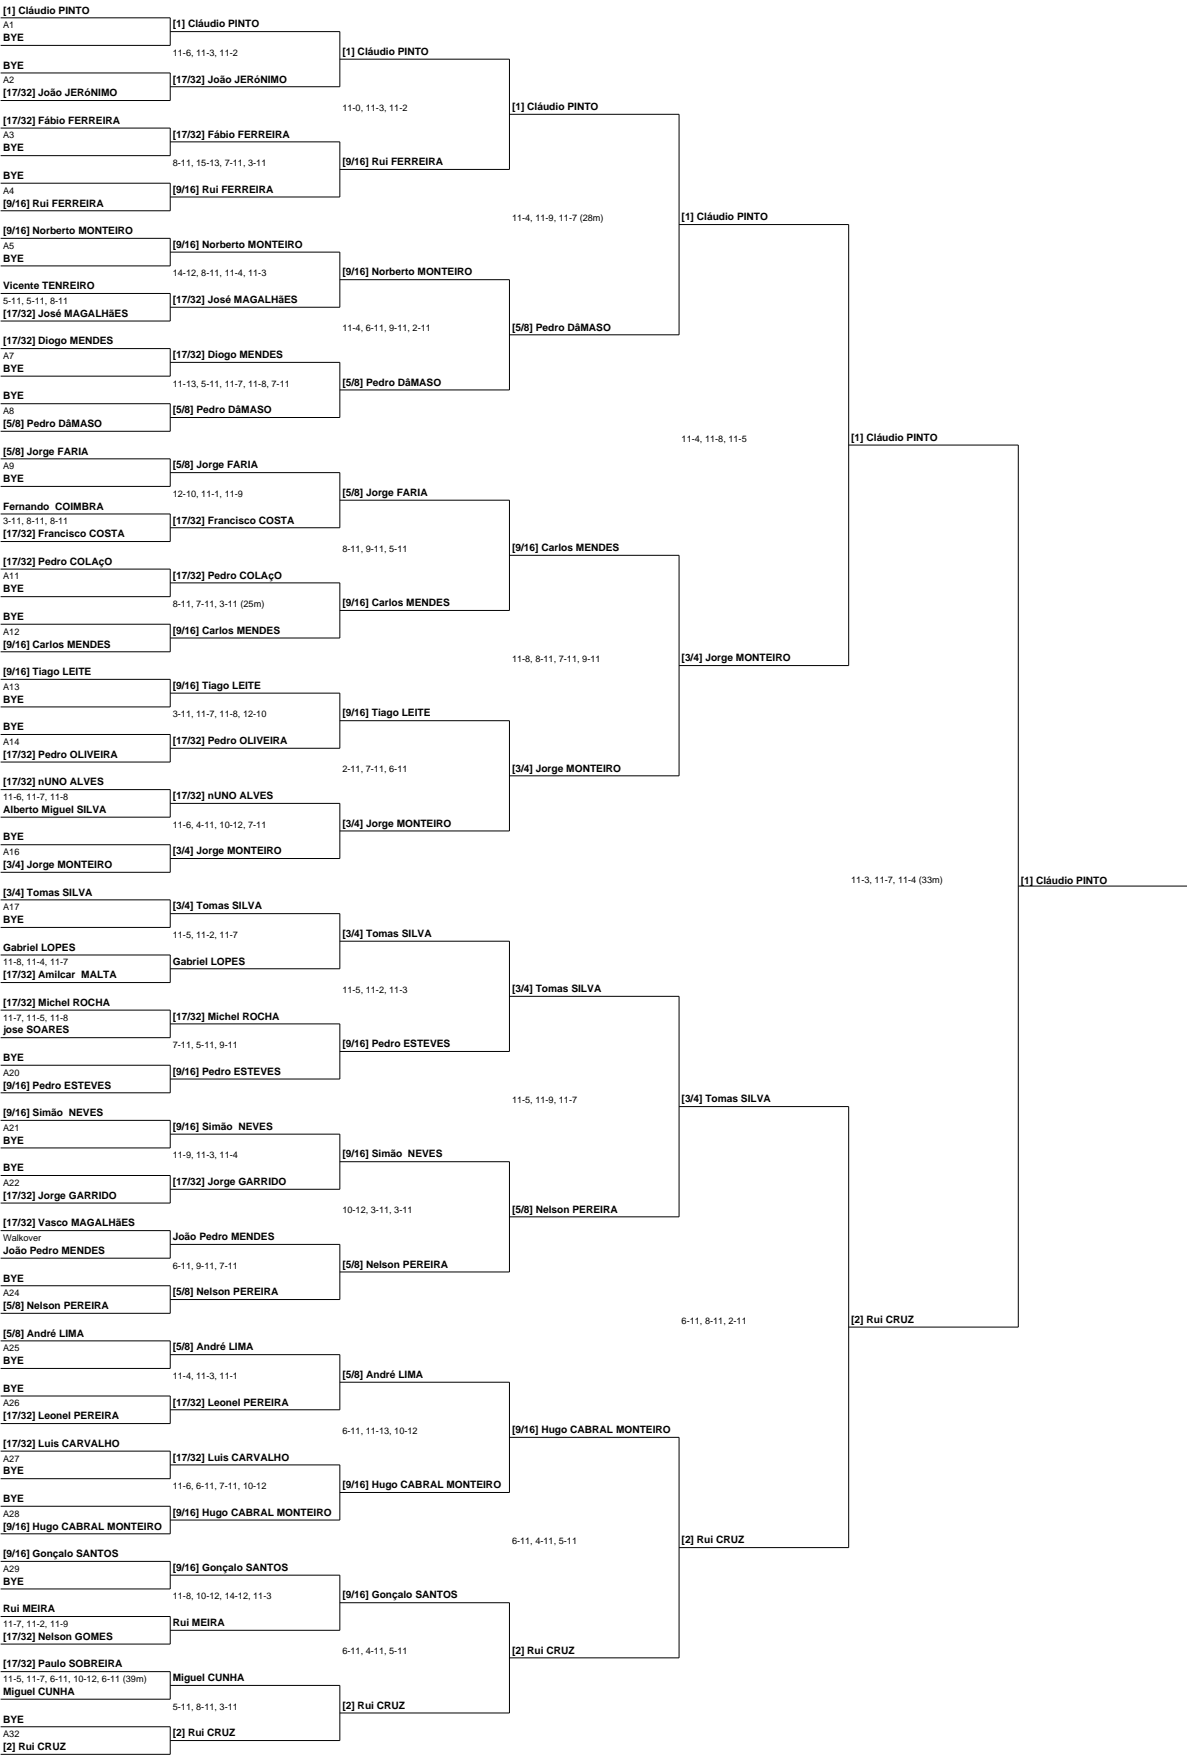 [1] Cláudio PINTO
A1
BYE
BYE
A2
[17/32] João JERóNIMO
[17/32] Fábio FERREIRA
A3
BYE
BYE
A4
[9/16] Rui FERREIRA
[9/16] Norberto MONTEIRO
A5
BYE
Vicente TENREIRO
5-11, 5-11, 8-11
[17/32] José MAGALHãES
[17/32] Diogo MENDES
A7
BYE
BYE
A8
[5/8] Pedro DâMASO
[5/8] Jorge FARIA
A9
BYE
Fernando COIMBRA
3-11, 8-11, 8-11
[17/32] Francisco COSTA
[17/32] Pedro COLAçO
A11
BYE
BYE
A12
[9/16] Carlos MENDES
[9/16] Tiago LEITE
A13
BYE
BYE
A14
[17/32] Pedro OLIVEIRA
[17/32] nUNO ALVES
11-6, 11-7, 11-8
Alberto Miguel SILVA
BYE
A16
[3/4] Jorge MONTEIRO
[3/4] Tomas SILVA
A17
BYE
Gabriel LOPES
11-8, 11-4, 11-7
[17/32] Amilcar MALTA
[17/32] Michel ROCHA
11-7, 11-5, 11-8
jose SOARES
BYE
A20
[9/16] Pedro ESTEVES
[9/16] Simão NEVES
A21
BYE
BYE
A22
[17/32] Jorge GARRIDO
[17/32] Vasco MAGALHãES
Walkover
João Pedro MENDES
BYE
A24
[5/8] Nelson PEREIRA
[5/8] André LIMA
A25
BYE
BYE
A26
[17/32] Leonel PEREIRA
[17/32] Luis CARVALHO
A27
BYE
BYE
A28
[9/16] Hugo CABRAL MONTEIRO
[9/16] Gonçalo SANTOS
A29
BYE
Rui MEIRA
11-7, 11-2, 11-9
[17/32] Nelson GOMES
[17/32] Paulo SOBREIRA
11-5, 11-7, 6-11, 10-12, 6-11 (39m)
Miguel CUNHA
BYE
A32
[2] Rui CRUZ
[1] Cláudio PINTO
11-6, 11-3, 11-2
[17/32] João JERóNIMO
[17/32] Fábio FERREIRA
8-11, 15-13, 7-11, 3-11
[9/16] Rui FERREIRA
[9/16] Norberto MONTEIRO
14-12, 8-11, 11-4, 11-3
[17/32] José MAGALHãES
[17/32] Diogo MENDES
11-13, 5-11, 11-7, 11-8, 7-11
[5/8] Pedro DâMASO
[5/8] Jorge FARIA
12-10, 11-1, 11-9
[17/32] Francisco COSTA
[17/32] Pedro COLAçO
8-11, 7-11, 3-11 (25m)
[9/16] Carlos MENDES
[9/16] Tiago LEITE
3-11, 11-7, 11-8, 12-10
[17/32] Pedro OLIVEIRA
[17/32] nUNO ALVES
11-6, 4-11, 10-12, 7-11
[3/4] Jorge MONTEIRO
[3/4] Tomas SILVA
11-5, 11-2, 11-7
Gabriel LOPES
[17/32] Michel ROCHA
7-11, 5-11, 9-11
[9/16] Pedro ESTEVES
[9/16] Simão NEVES
11-9, 11-3, 11-4
[17/32] Jorge GARRIDO
João Pedro MENDES
6-11, 9-11, 7-11
[5/8] Nelson PEREIRA
[5/8] André LIMA
11-4, 11-3, 11-1
[17/32] Leonel PEREIRA
[17/32] Luis CARVALHO
11-6, 6-11, 7-11, 10-12
[9/16] Hugo CABRAL MONTEIRO
[9/16] Gonçalo SANTOS
11-8, 10-12, 14-12, 11-3
Rui MEIRA
Miguel CUNHA
5-11, 8-11, 3-11
[2] Rui CRUZ
[1] Cláudio PINTO
11-0, 11-3, 11-2
[9/16] Rui FERREIRA
[9/16] Norberto MONTEIRO
11-4, 6-11, 9-11, 2-11
[5/8] Pedro DâMASO
[5/8] Jorge FARIA
8-11, 9-11, 5-11
[9/16] Carlos MENDES
[9/16] Tiago LEITE
2-11, 7-11, 6-11
[3/4] Jorge MONTEIRO
[3/4] Tomas SILVA
11-5, 11-2, 11-3
[9/16] Pedro ESTEVES
[9/16] Simão NEVES
10-12, 3-11, 3-11
[5/8] Nelson PEREIRA
[5/8] André LIMA
6-11, 11-13, 10-12
[9/16] Hugo CABRAL MONTEIRO
[9/16] Gonçalo SANTOS
6-11, 4-11, 5-11
[2] Rui CRUZ
[1] Cláudio PINTO
11-4, 11-9, 11-7 (28m)
[5/8] Pedro DâMASO
[9/16] Carlos MENDES
11-8, 8-11, 7-11, 9-11
[3/4] Jorge MONTEIRO
[3/4] Tomas SILVA
11-5, 11-9, 11-7
[5/8] Nelson PEREIRA
[9/16] Hugo CABRAL MONTEIRO
6-11, 4-11, 5-11
[2] Rui CRUZ
[1] Cláudio PINTO
11-4, 11-8, 11-5
[3/4] Jorge MONTEIRO
[3/4] Tomas SILVA
6-11, 8-11, 2-11
[2] Rui CRUZ
[1] Cláudio PINTO
11-3, 11-7, 11-4 (33m)
[2] Rui CRUZ
[1] Cláudio PINTO